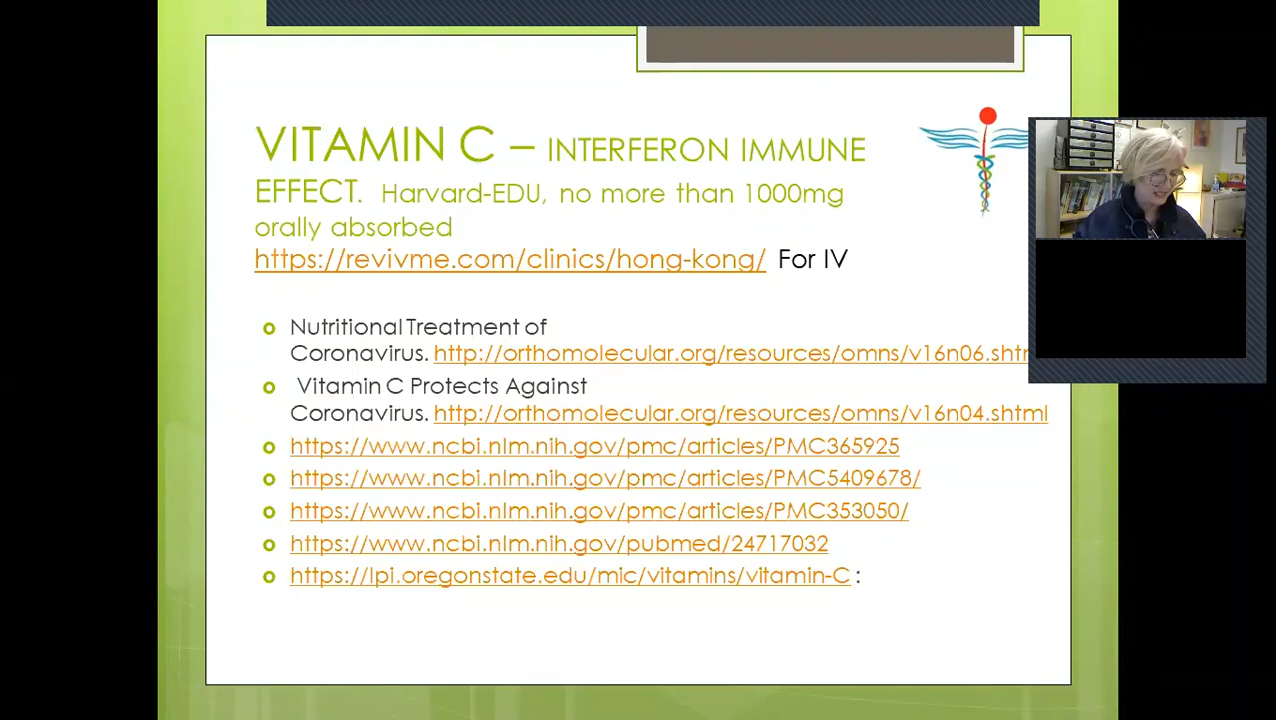 VITAMIN C – INTERFERON IMMUNE
EFFECT. Harvard-EDU, no more than 1000mg
orally absorbed
https://revivme.com/clinics/hong-kong/ For IV
Nutritional Treatment of
Coronavirus. http://orthomolecular.org/resources/omns/v16n06.shtm
Vitamin C Protects Against
Coronavirus. http://orthomolecular.org/resources/omns/v16n04.shtml
https://www.ncbi.nlm.nih.gov/pmc/articles/PMC365925
https://www.ncbi.nlm.nih.gov/pmc/articles/PMC5409678/
https://www.ncbi.nlm.nih.gov/pmc/articles/PMC353050/
https://www.ncbi.nlm.nih.gov/pubmed/24717032
https://lpi.oregonstate.edu/mic/vitamins/vitamin-C :